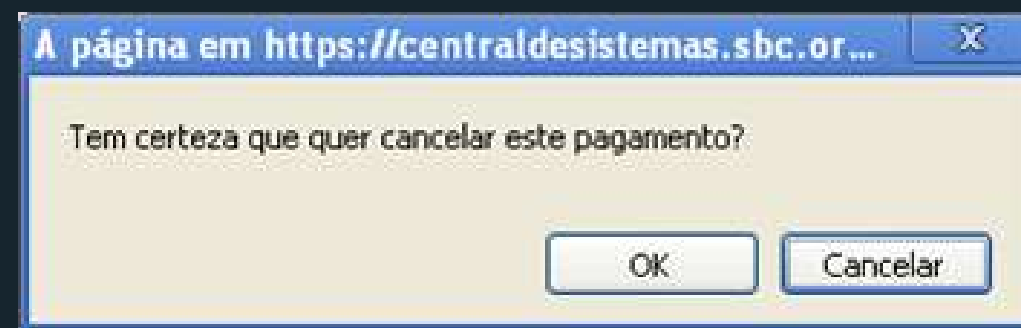 A página em https://centraldesistemas.sbc.or... X
Tem certeza que quer cancelar este pagamento?
OK Cancelar